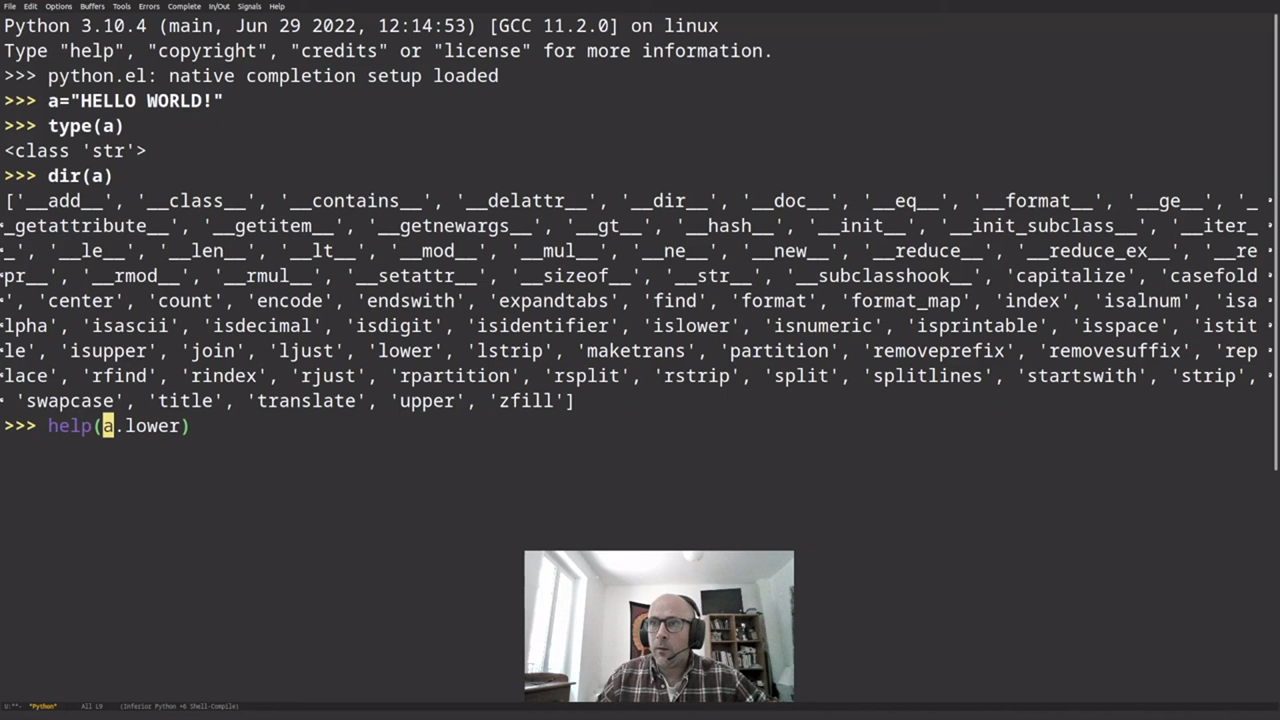 File Edit Options Buffers Tools Errors Complete In/Out Signals Help
Python 3.10.4 (main, Jun 29 2022, 12:14:53) [GCC 11.2.0] on linux
Type "help", "copyright", "credits" or "license" for more information.
>>> python.el: native completion setup loaded
>>> a="HELLO WORLD!"
>>> type(a)
<class 'str'>
>>> dir(a)
['__add__', '__class__', '__contains__', '__delattr__', '__dir__', '__doc__', '__eq__', '__format__', '__ge__', '_
_getattribute__', '__getitem__', '__getnewargs__', '__gt__', '__hash__', '__init__', '__init_subclass__', '__iter_
_', '__le__', '__len__', '__lt__', '__mod__', '__mul__', '__ne__', '__new__', '__reduce__', '__reduce_ex__', '__re
pr__', '__rmod__', '__rmul__', '__setattr__', '__sizeof__', '__str__', '__subclasshook__', 'capitalize', 'casefold
', 'center', 'count', 'encode', 'endswith', 'expandtabs', 'find', 'format', 'format_map', 'index', 'isalnum', 'isa
lpha', 'isascii', 'isdecimal', 'isdigit', 'isidentifier', 'islower', 'isnumeric', 'isprintable', 'isspace', 'istit
le', 'isupper', 'join', 'ljust', 'lower', 'lstrip', 'maketrans', 'partition', 'removeprefix', 'removesuffix', 'rep
lace', 'rfind', 'rindex', 'rjust', 'rpartition', 'rsplit', 'rstrip', 'split', 'splitlines', 'startswith', 'strip',
'swapcase', 'title', 'translate', 'upper', 'zfill']
>>> help(a.lower)
U:**- *Python* All L9 (Inferior Python +6 Shell-Compile)